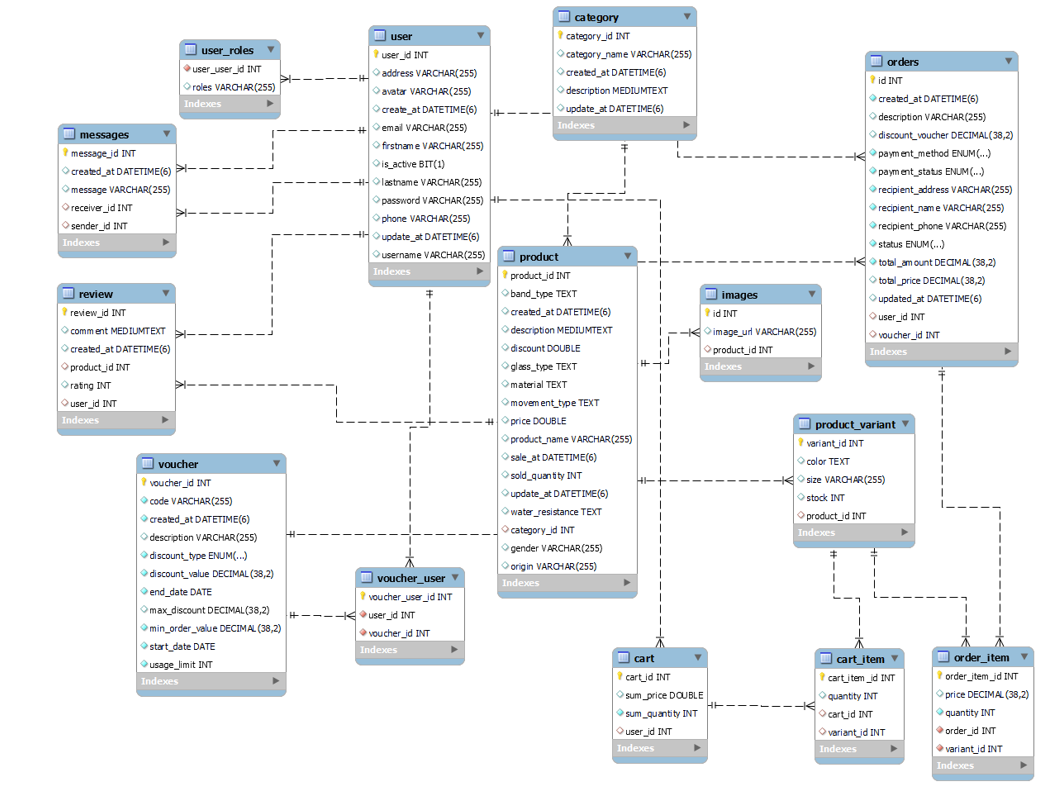 user_roles
user_user_id INT
roles VARCHAR(255)
Indexes
user
user_id INT
address VARCHAR(255)
avatar VARCHAR(255)
create_at DATETIME(6)
email VARCHAR(255)
firstname VARCHAR(255)
is_active BIT(1)
lastname VARCHAR(255)
password VARCHAR(255)
phone VARCHAR(255)
update_at DATETIME(6)
username VARCHAR(255)
Indexes
category
category_id INT
category_name VARCHAR(255)
created_at DATETIME(6)
description MEDIUMTEXT
update_at DATETIME(6)
Indexes
orders
id INT
created_at DATETIME(6)
description VARCHAR(255)
discount_voucher DECIMAL(38,2)
payment_method ENUM(...)
payment_status ENUM(...)
recipient_address VARCHAR(255)
recipient_name VARCHAR(255)
recipient_phone VARCHAR(255)
status ENUM(...)
total_amount DECIMAL(38,2)
total_price DECIMAL(38,2)
updated_at DATETIME(6)
user_id INT
voucher_id INT
Indexes
messages
message_id INT
created_at DATETIME(6)
message VARCHAR(255)
receiver_id INT
sender_id INT
Indexes
review
review_id INT
comment MEDIUMTEXT
created_at DATETIME(6)
product_id INT
rating INT
user_id INT
Indexes
product
product_id INT
band_type TEXT
created_at DATETIME(6)
description MEDIUMTEXT
discount DOUBLE
glass_type TEXT
material TEXT
movement_type TEXT
price DOUBLE
product_name VARCHAR(255)
sale_at DATETIME(6)
sold_quantity INT
update_at DATETIME(6)
water_resistance TEXT
category_id INT
gender VARCHAR(255)
origin VARCHAR(255)
Indexes
images
id INT
image_url VARCHAR(255)
product_id INT
Indexes
product_variant
variant_id INT
color TEXT
size VARCHAR(255)
stock INT
product_id INT
Indexes
voucher
voucher_id INT
code VARCHAR(255)
created_at DATETIME(6)
description VARCHAR(255)
discount_type ENUM(...)
discount_value DECIMAL(38,2)
end_date DATE
max_discount DECIMAL(38,2)
min_order_value DECIMAL(38,2)
start_date DATE
usage_limit INT
Indexes
voucher_user
voucher_user_id INT
user_id INT
voucher_id INT
Indexes
cart
cart_id INT
sum_price DOUBLE
sum_quantity INT
user_id INT
Indexes
cart_item
cart_item_id INT
quantity INT
cart_id INT
variant_id INT
Indexes
order_item
order_item_id INT
price DECIMAL(38,2)
quantity INT
order_id INT
variant_id INT
Indexes